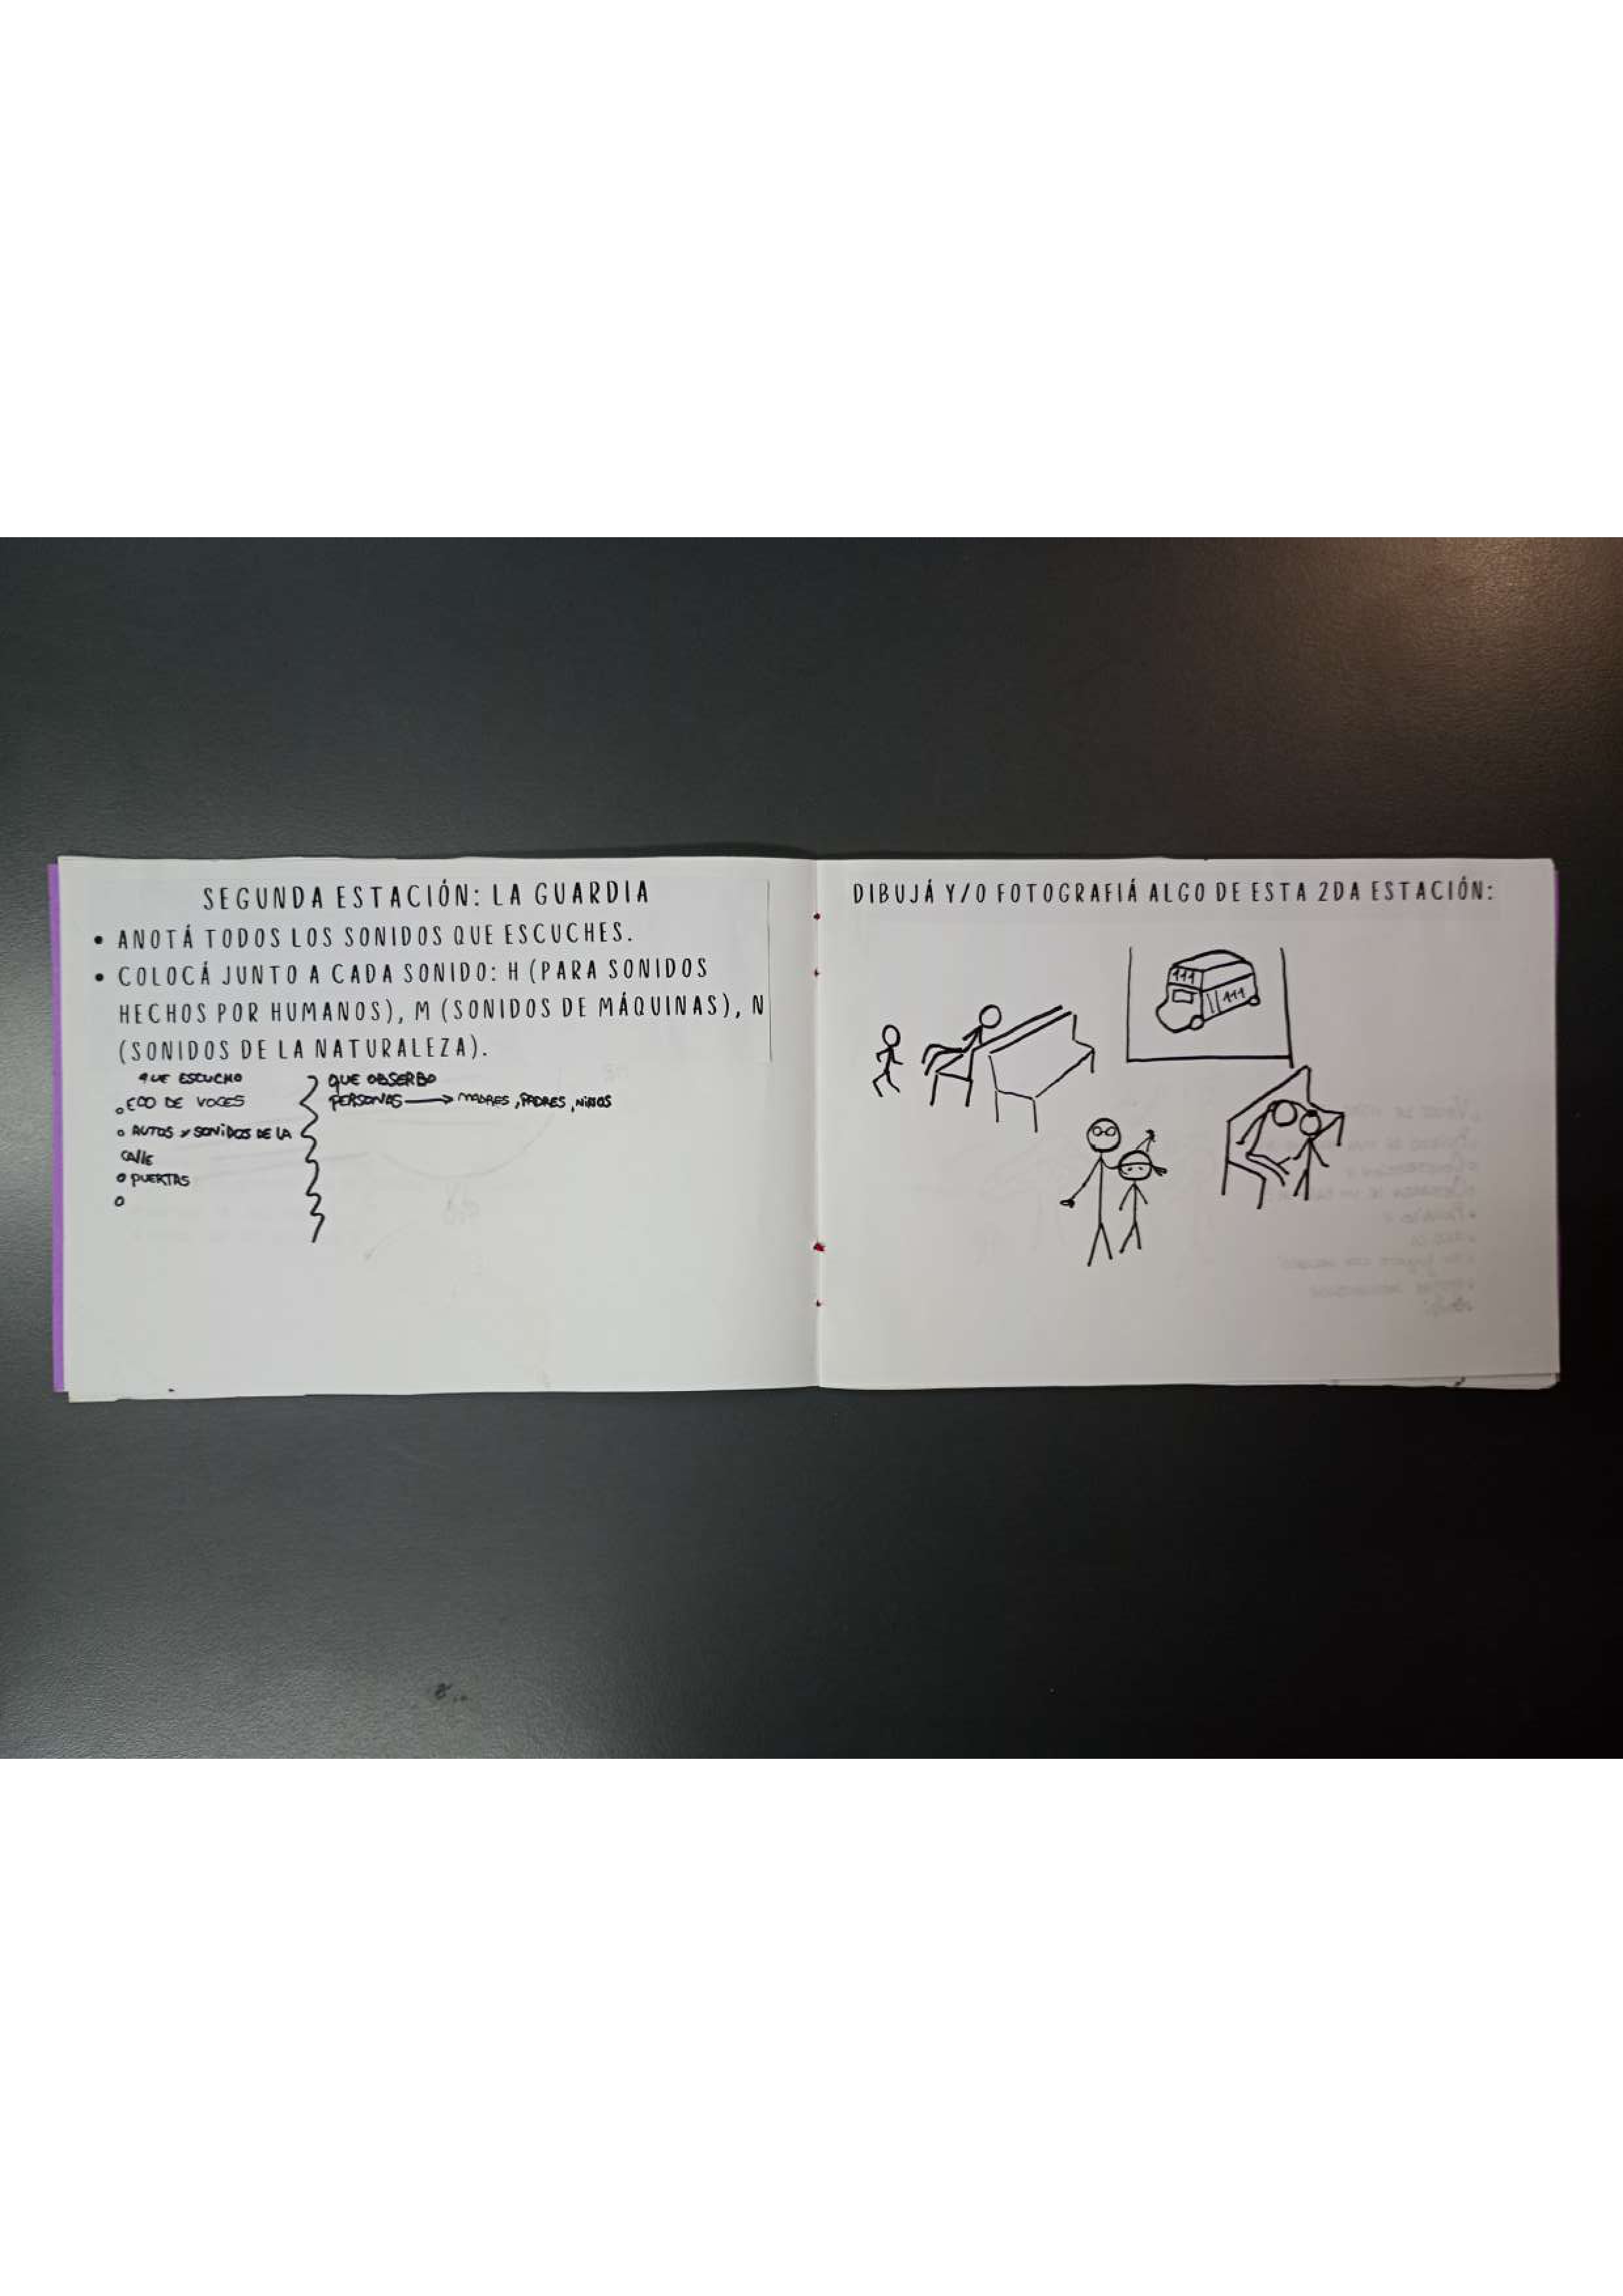 SEGUNDA ESTACIÓN: LA GUARDIA
• ANOTÁ TODOS LOS SONIDOS QUE ESCUCHES.
• COLOCÁ JUNTO A CADA SONIDO: H (PARA SONIDOS
HECHOS POR HUMANOS), M (SONIDOS DE MÁQUINAS), N
(SONIDOS DE LA NATURALEZA).
QUE ESCUCHO
o ECO DE VOCES
o AUTOS Y SONIDOS DE LA
CALLE
o PUERTAS
o
QUE OBSERBO
PERSONAS → MADRES, PADRES, NIÑOS
DIBUJÁ Y/O FOTOGRAFIÁ ALGO DE ESTA 2DA ESTACIÓN:
111
111